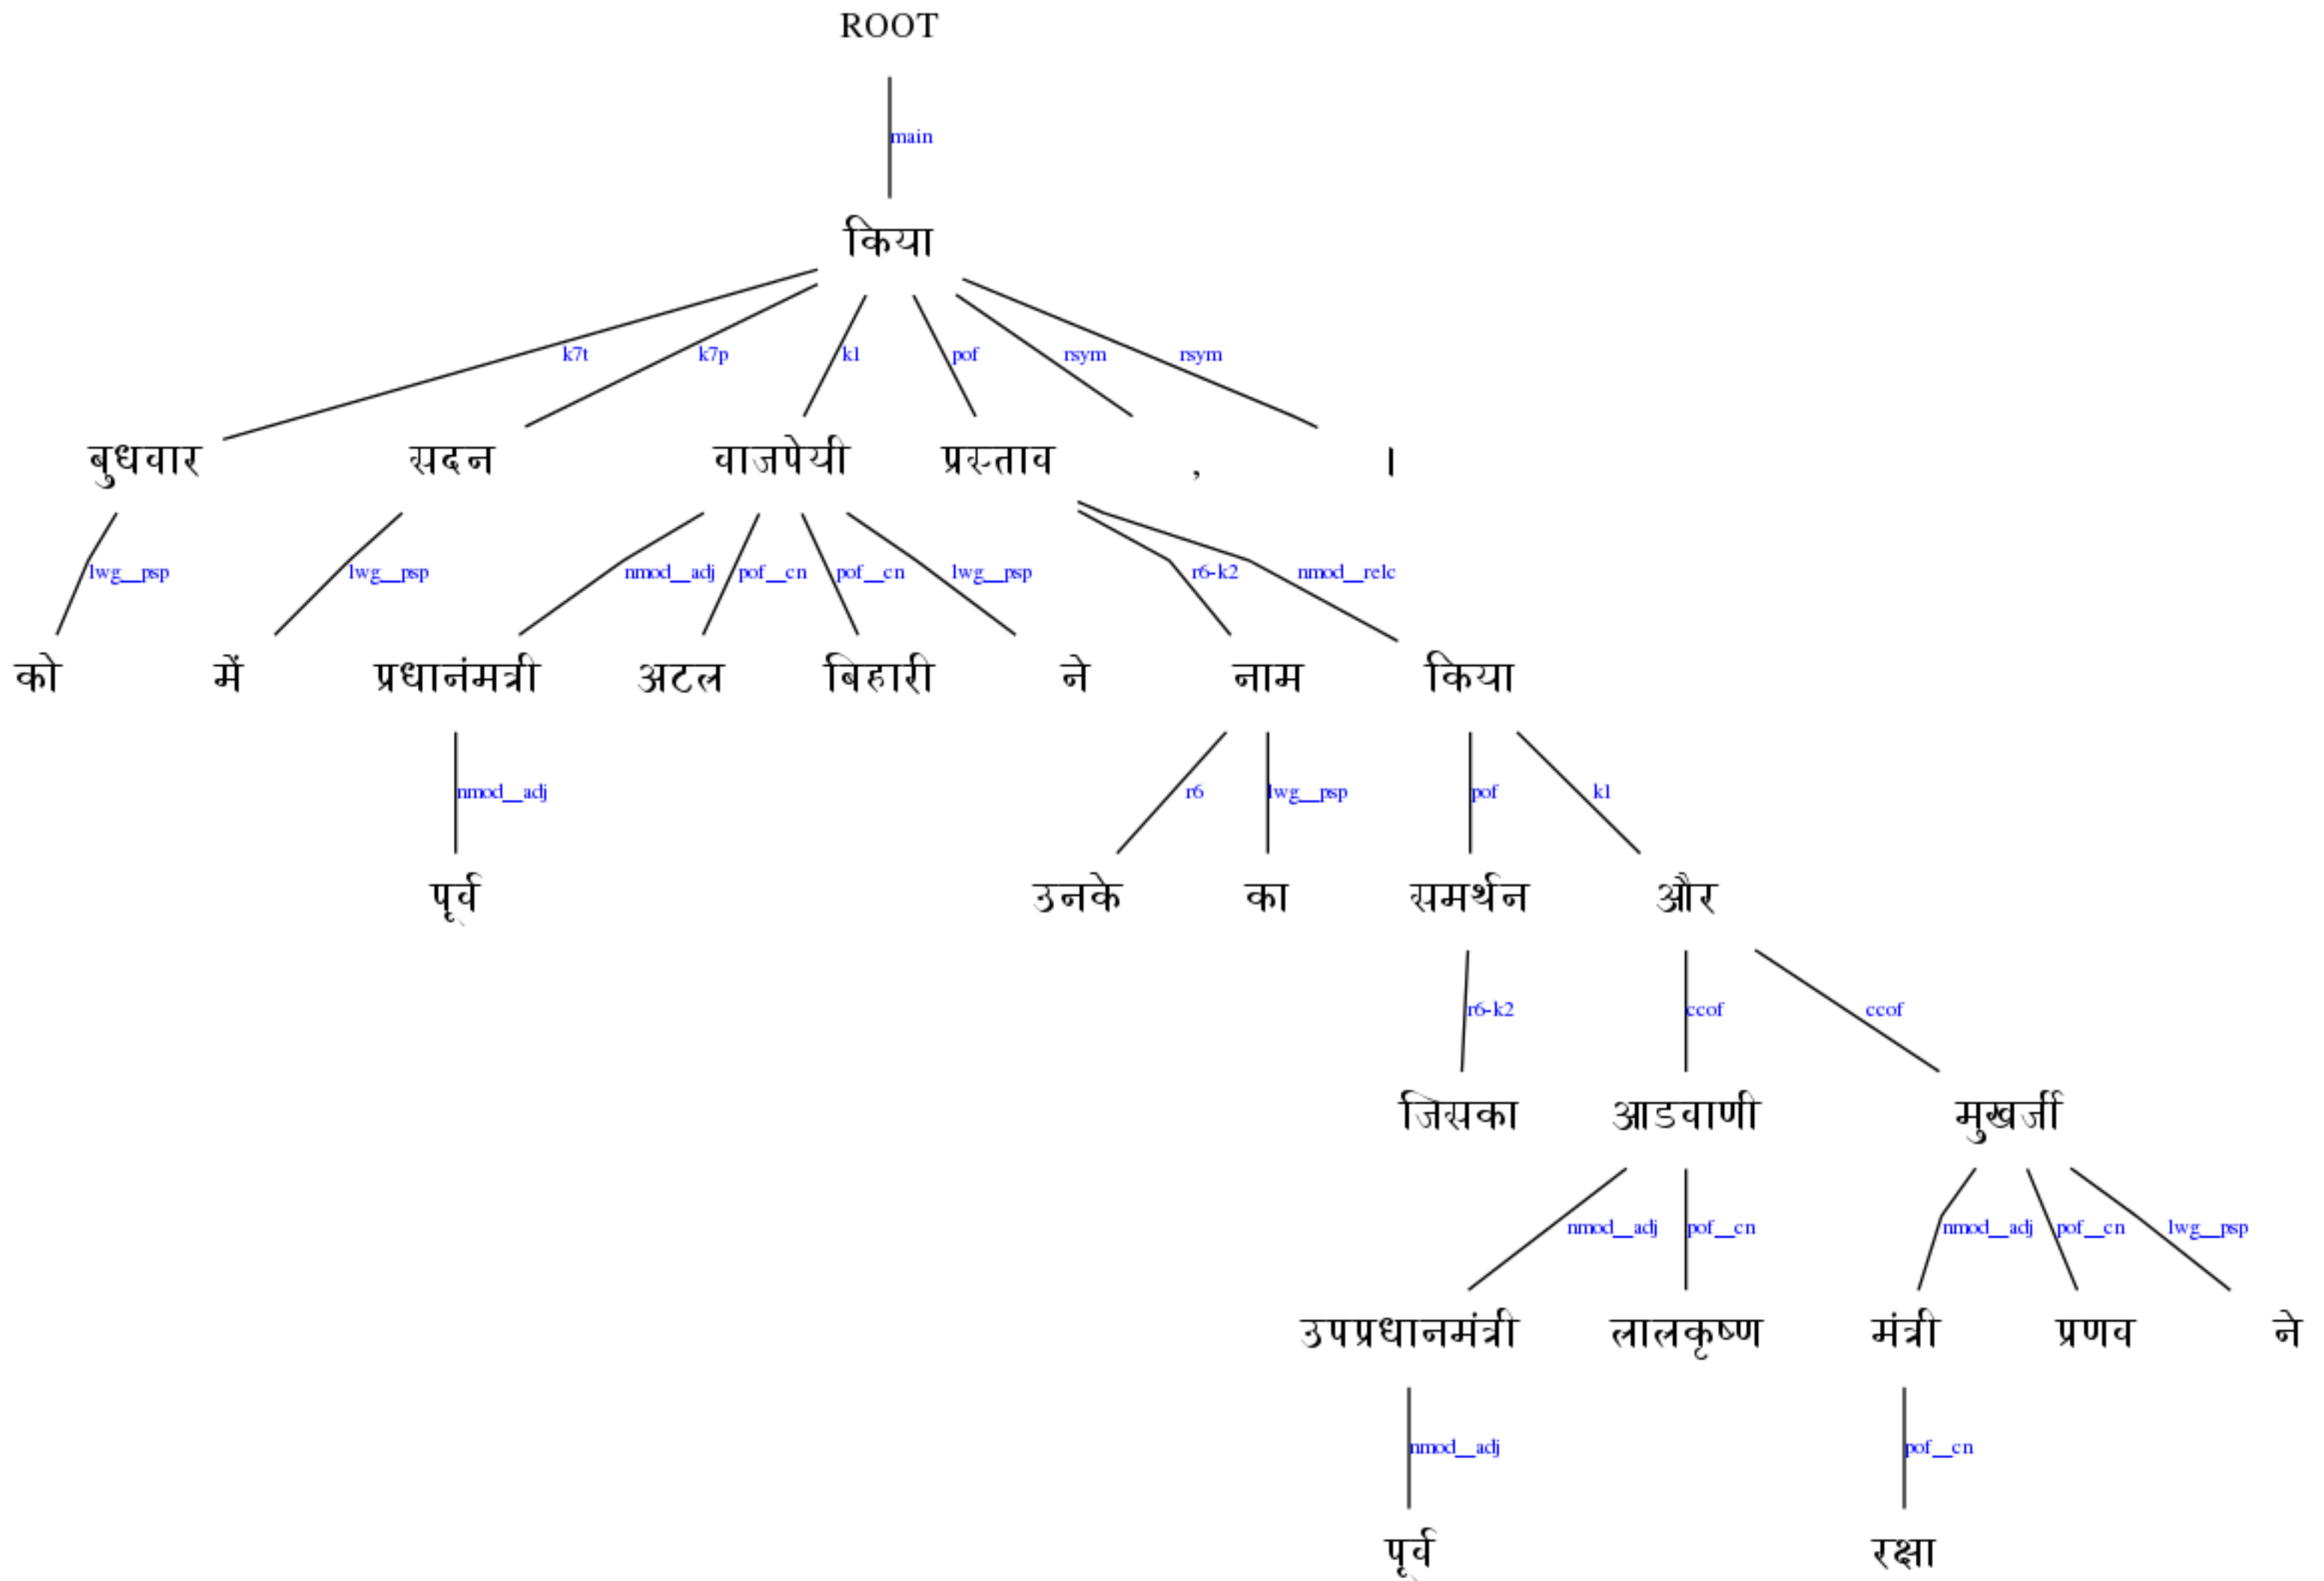 ROOT
main
किया
k7t k7p k1 pof rsym rsym
बुधवार सदन वाजपेयी प्रस्ताव , ।
lwg__psp lwg__psp nmod__adj pof__cn pof__cn lwg__psp r6-k2 nmod__relc
को में प्रधानंमत्री अटल बिहारी ने नाम किया
nmod__adj r6 lwg__psp pof k1
पूर्व उनके का समर्थन और
r6-k2 ccof ccof
जिसका आडवाणी मुखर्जी
nmod__adj pof__cn nmod__adj pof__cn lwg__psp
उपप्रधानमंत्री लालकृष्ण मंत्री प्रणव ने
nmod__adj pof__cn
पूर्व रक्षा